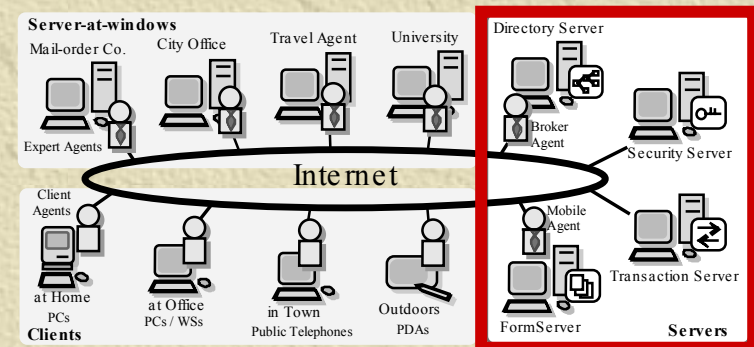 Server-at-windows
Mail-order Co.
City Office
Travel Agent
University
Expert Agents
Internet
Client
Agents
at Home
PCs
at Office
PCs / WSs
in Town
Public Telephones
Outdoors
PDAs
Clients
Directory Server
Broker
Agent
Security Server
Mobile
Agent
Transaction Server
FormServer
Servers